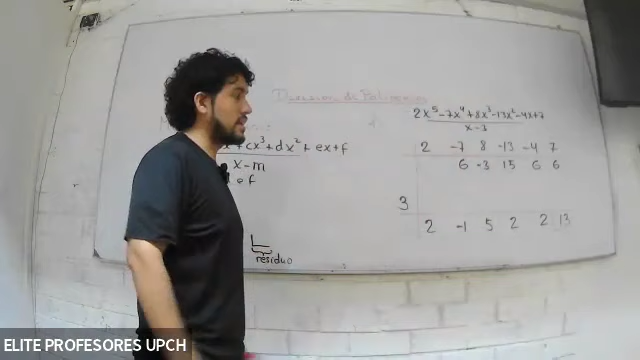 División de Polinomios
+cx³+dx²+ex+f
x-m
e f
residuo
2x⁵-7x⁴+8x³-13x²-4x+7
x-3
2 -7 8 -13 -4 7
6 -3 15 6 6
3
2 -1 5 2 2 13
ELITE PROFESORES UPCH